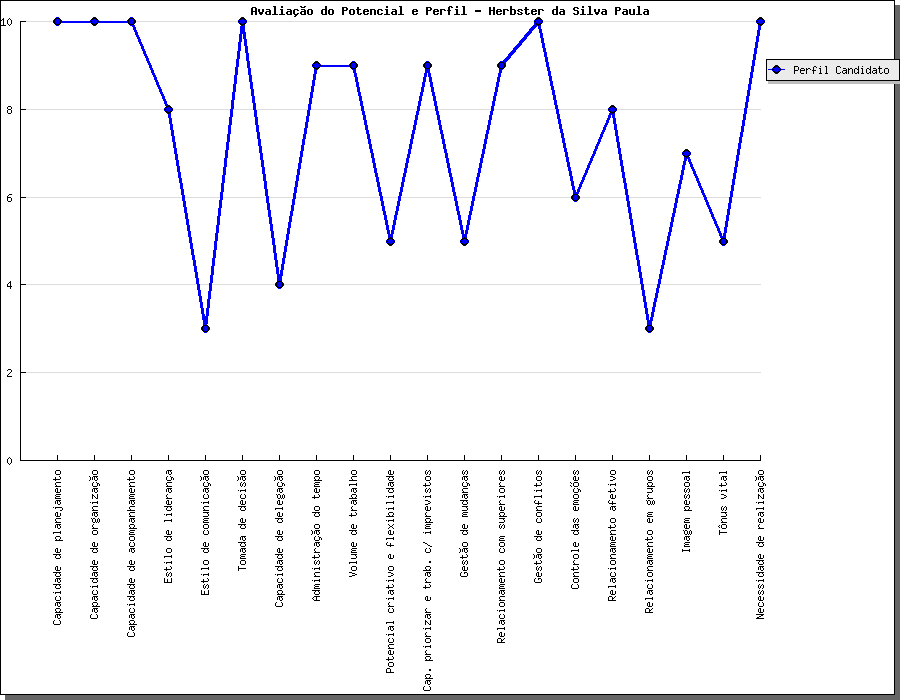 Avaliação do Potencial e Perfil - Herbster da Silva Paula
10
8
6
4
2
0
Perfil Candidato
Capacidade de planejamento
Capacidade de organização
Capacidade de acompanhamento
Estilo de liderança
Estilo de comunicação
Tomada de decisão
Capacidade de delegação
Administração do tempo
Volume de trabalho
Potencial criativo e flexibilidade
Cap. priorizar e trab. c/ imprevistos
Gestão de mudanças
Relacionamento com superiores
Gestão de conflitos
Controle das emoções
Relacionamento afetivo
Relacionamento em grupos
Imagem pessoal
Tônus vital
Necessidade de realização